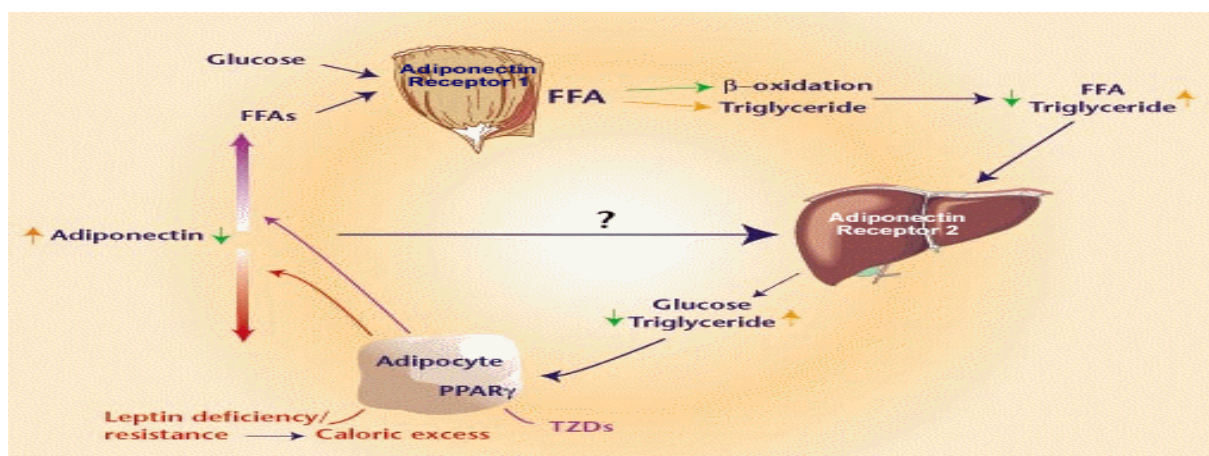 Glucose
FFAs
Adiponectin
Receptor 1
FFA
β–oxidation
Triglyceride
FFA
Triglyceride
Adiponectin
?
Adiponectin
Receptor 2
Glucose
Triglyceride
Adipocyte
PPARγ
Leptin deficiency/
resistance
Caloric excess
TZDs